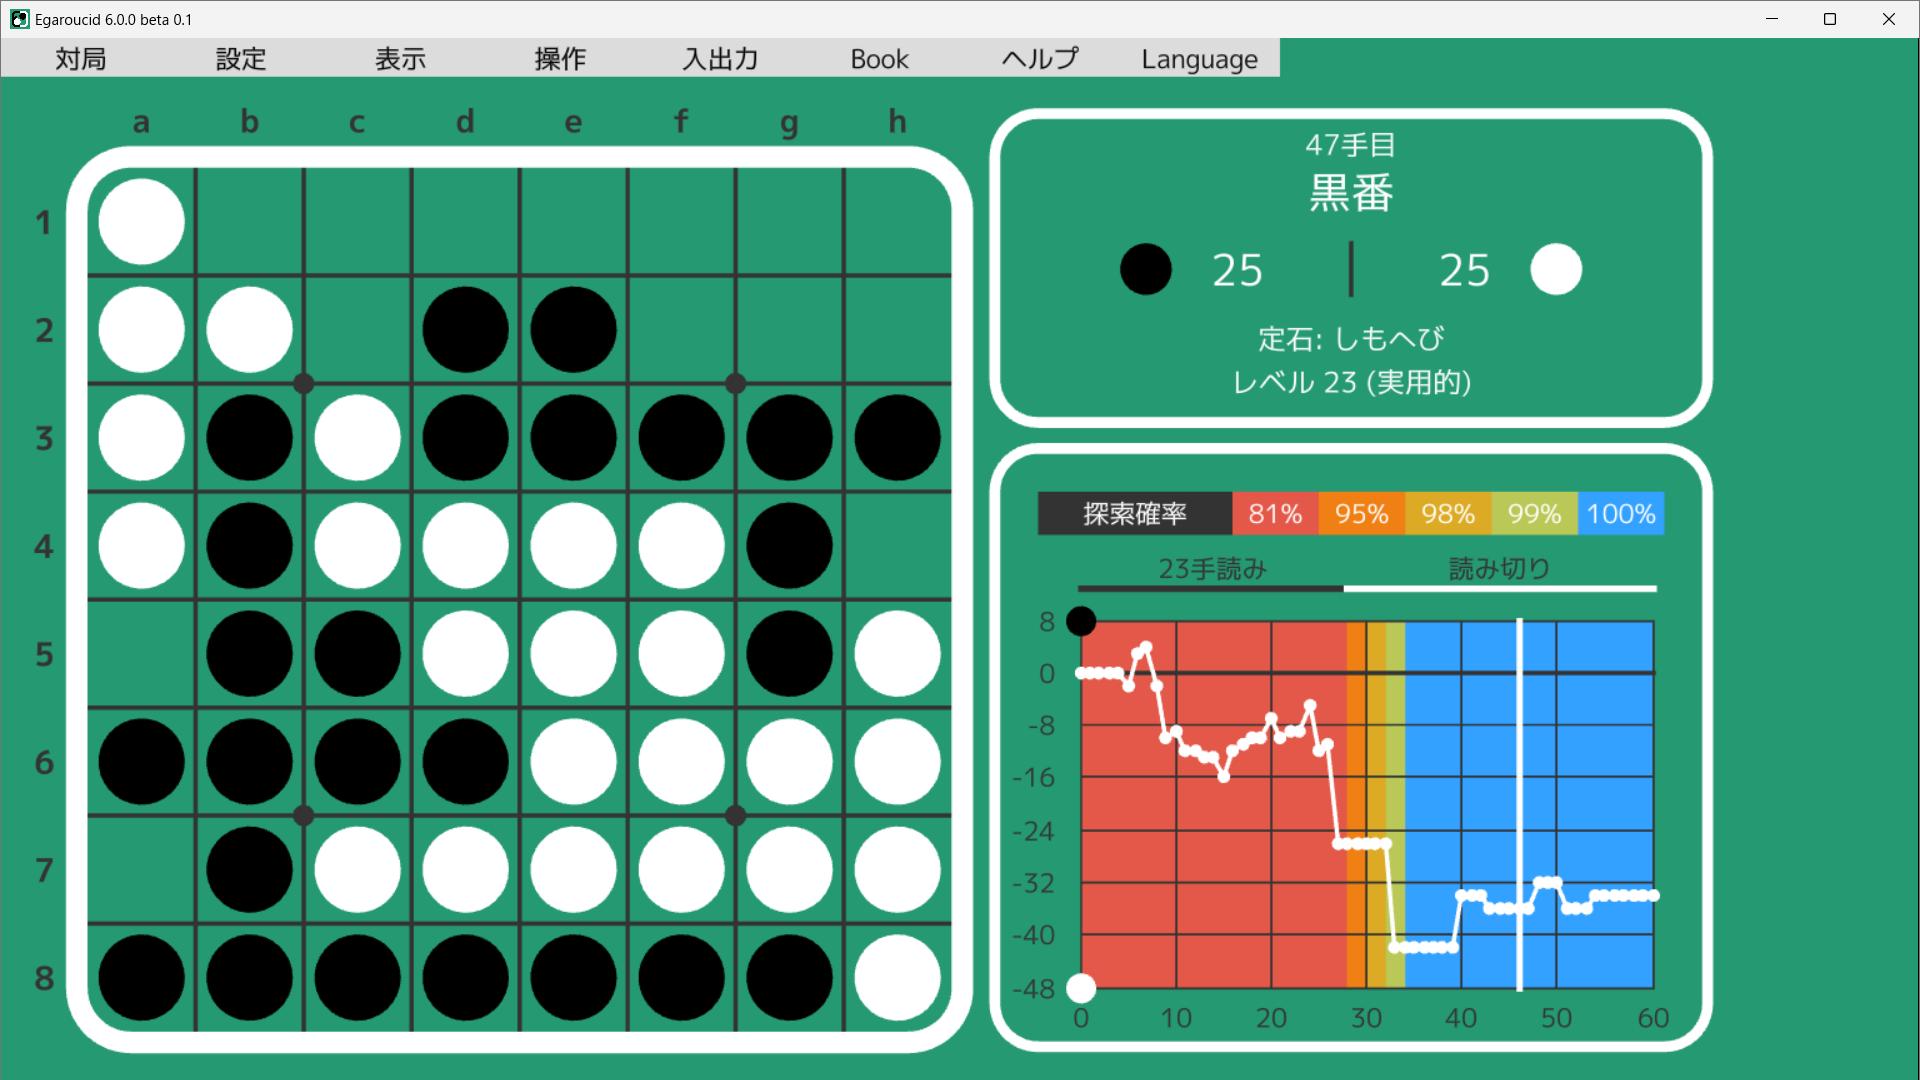 Egaroucid 6.0.0 beta 0.1
対局 設定 表示 操作 入出力 Book ヘルプ Language
a b c d e f g h
1
2
3
4
5
6
7
8
47手目
黒番
25 25
定石: しもへび
レベル 23 (実用的)
探索確率 81% 95% 98% 99% 100%
23手読み 読み切り
8
0
-8
-16
-24
-32
-40
-48
0 10 20 30 40 50 60